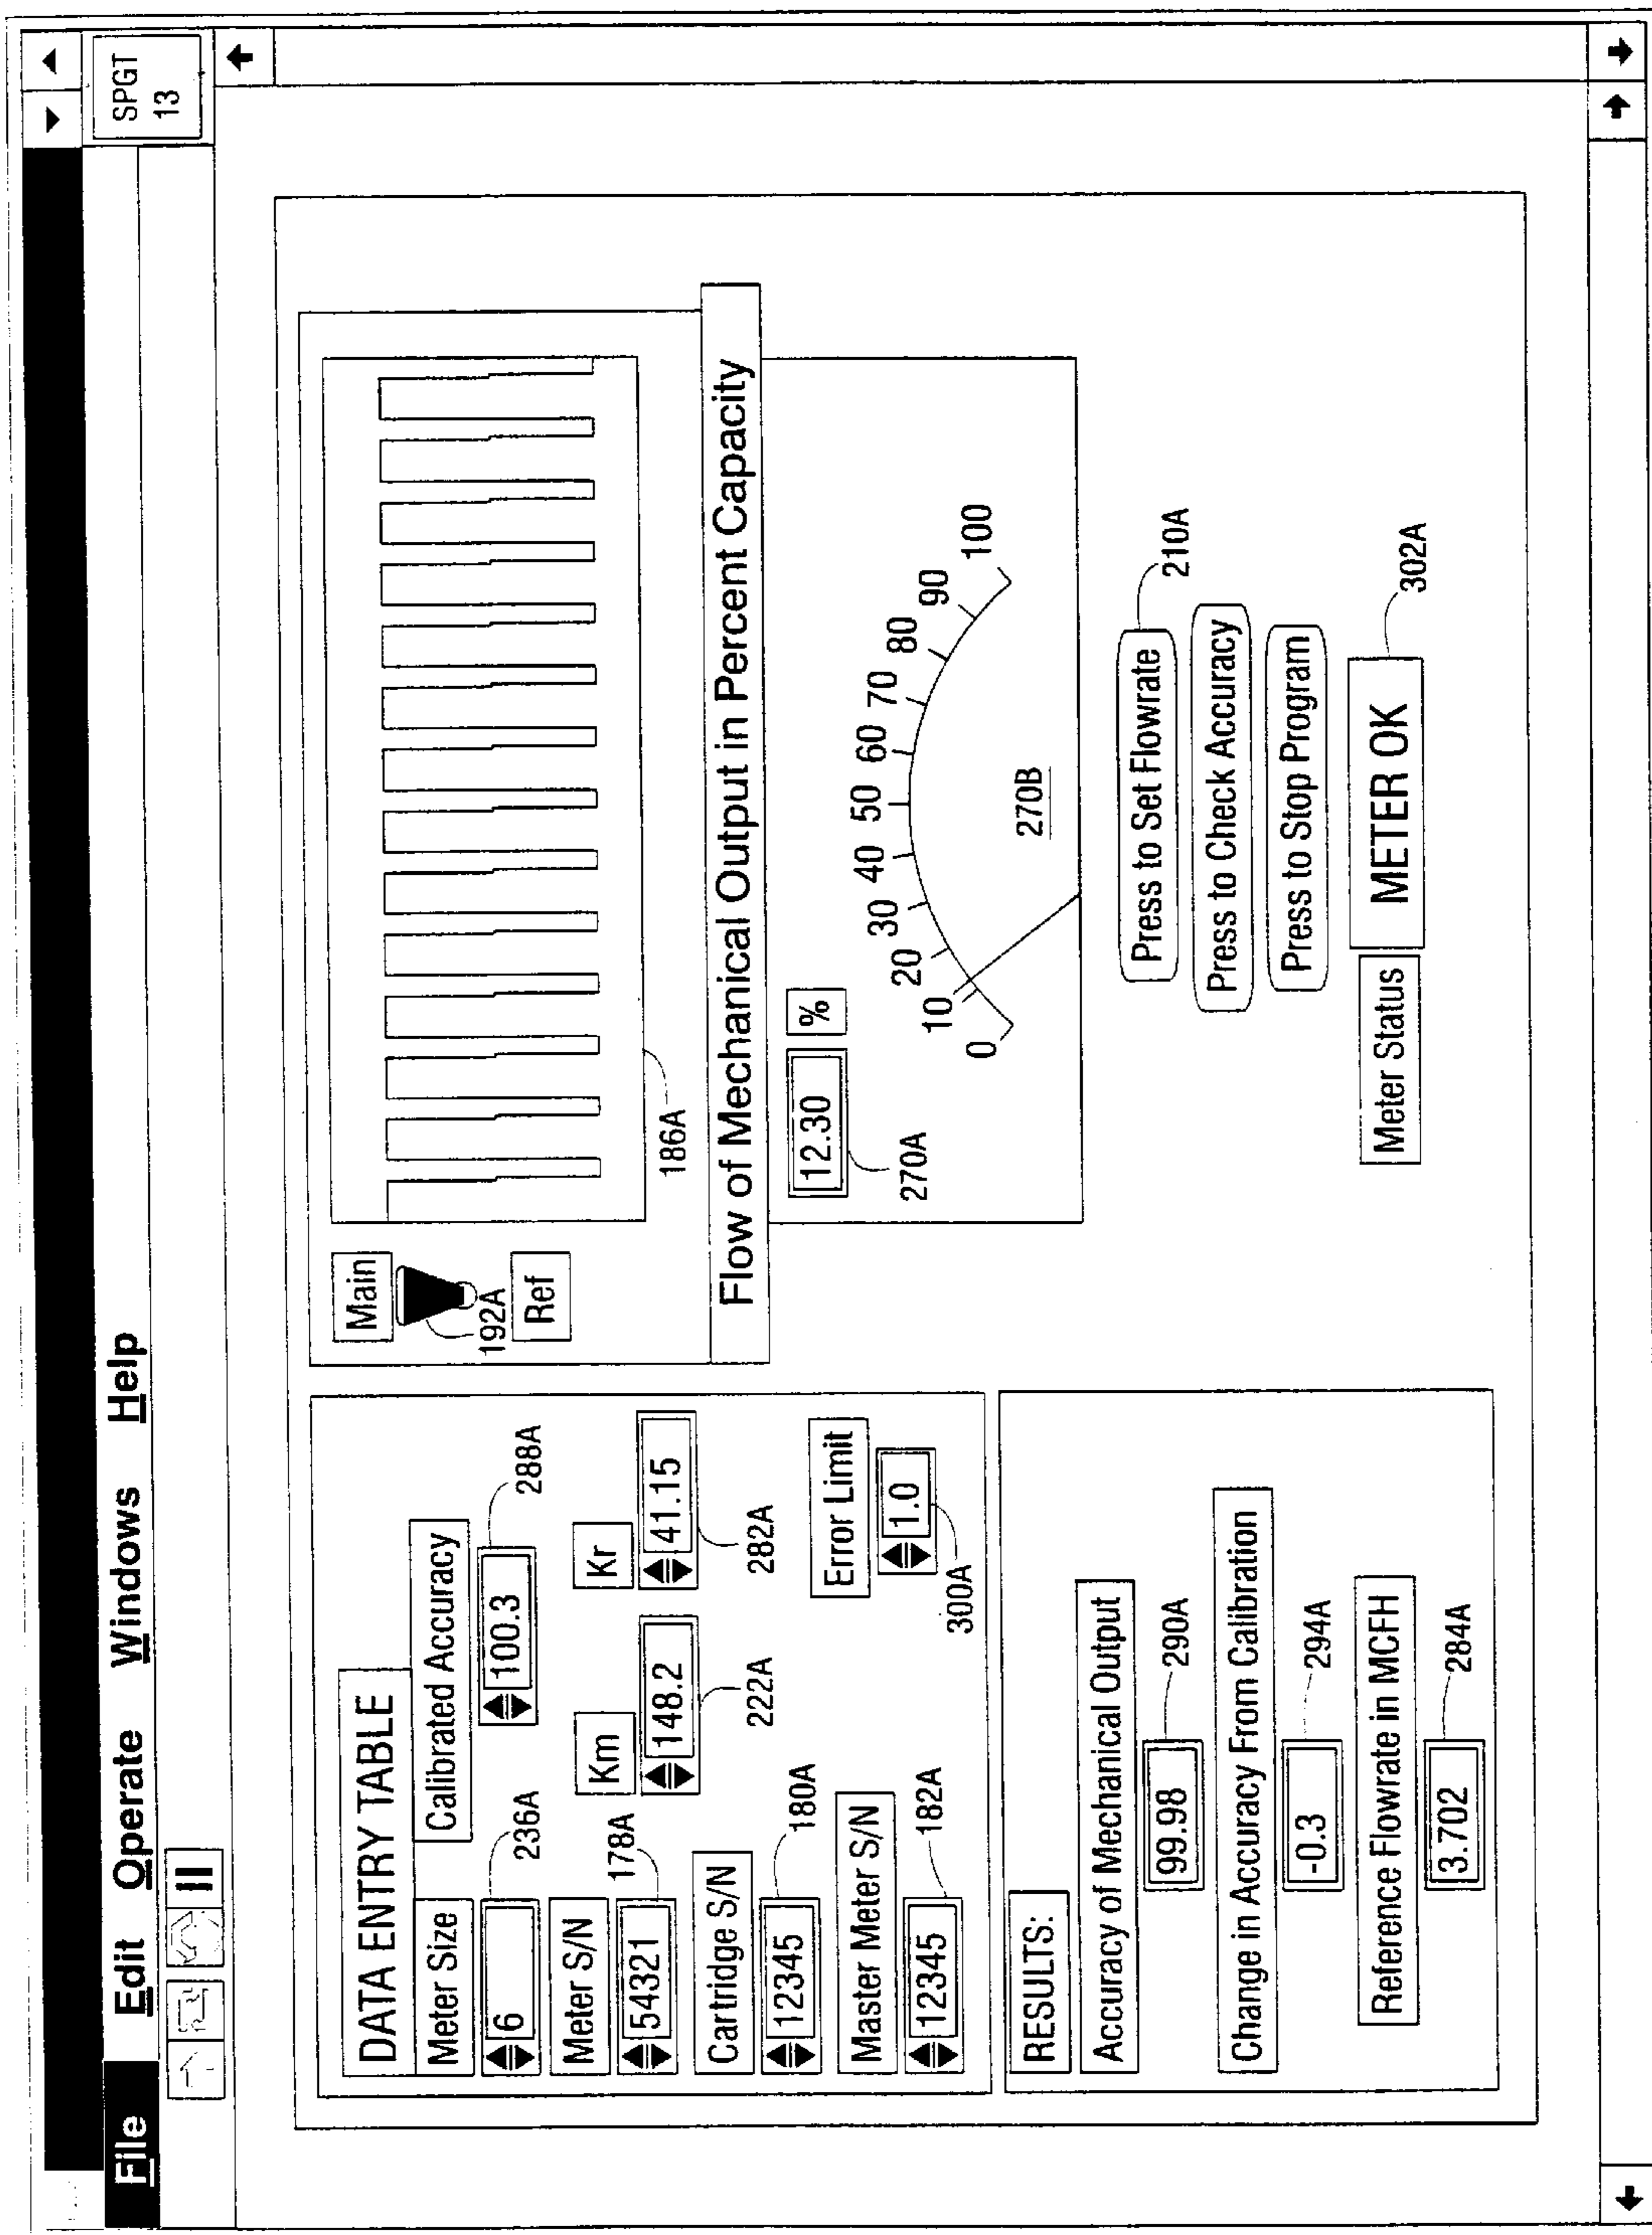 SPGT
13
File Edit Operate Windows Help
DATA ENTRY TABLE
Meter Size
Calibrated Accuracy
6
236A
100.3
288A
Meter S/N
Km
Kr
54321
178A
148.2
222A
41.15
282A
Cartridge S/N
12345
180A
Error Limit
Master Meter S/N
1.0
300A
12345
182A
RESULTS:
Accuracy of Mechanical Output
99.98
290A
Change in Accuracy From Calibration
-0.3
294A
Reference Flowrate in MCFH
3.702
284A
Main
192A
Ref
186A
Flow of Mechanical Output in Percent Capacity
12.30
%
270A
0 10 20 30 40 50 60 70 80 90 100
270B
Press to Set Flowrate
210A
Press to Check Accuracy
Press to Stop Program
Meter Status
METER OK
302A